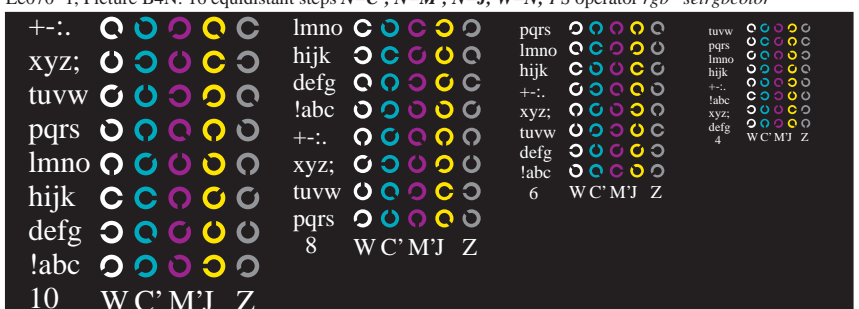 +-:.
xyz;
tuvw
pqrs
lmno
hijk
defg
!abc
10 W C' M'J Z
lmno
hijk
defg
!abc
+-:.
xyz;
tuvw
pqrs
8 W C' M'J Z
pqrs
lmno
hijk
+-:.
xyz;
tuvw
defg
!abc
6 W C' M'J Z
tuvw
pqrs
lmno
hijk
+-:.
!abc
xyz;
defg
4 W C' M'J Z